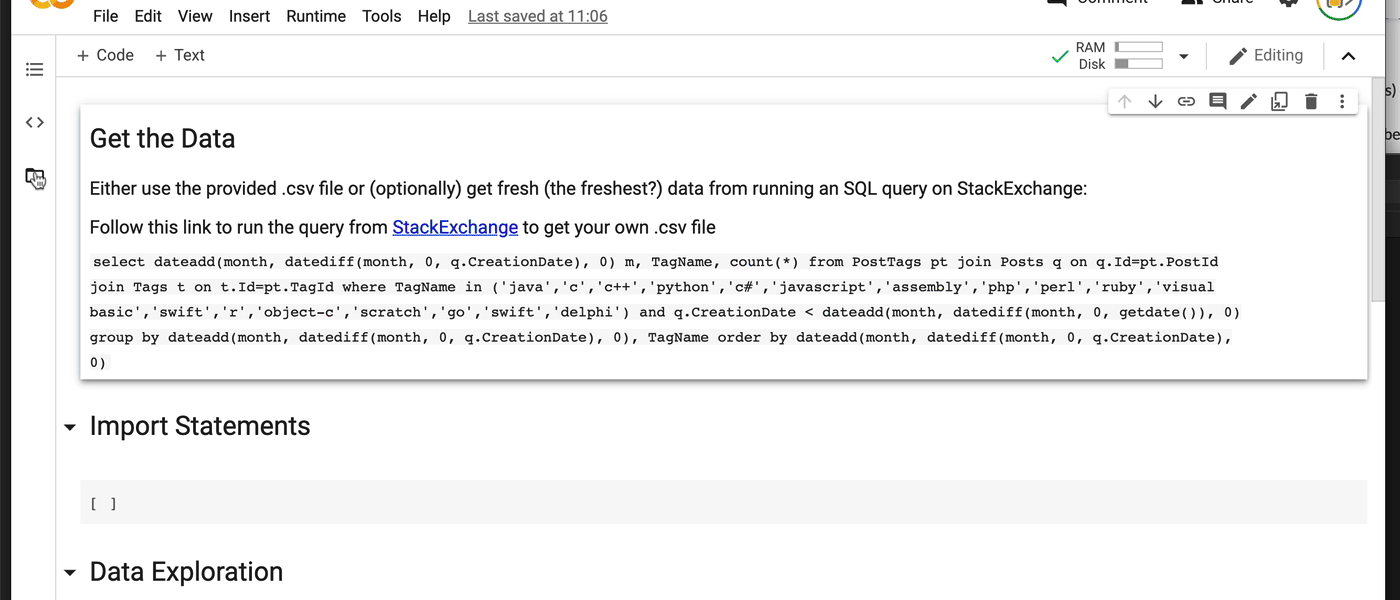 Comment Share
File Edit View Insert Runtime Tools Help Last saved at 11:06
+ Code + Text
RAM
Disk
Editing
s)
be
Get the Data
Either use the provided .csv file or (optionally) get fresh (the freshest?) data from running an SQL query on StackExchange:
Follow this link to run the query from StackExchange to get your own .csv file
select dateadd(month, datediff(month, 0, q.CreationDate), 0) m, TagName, count(*) from PostTags pt join Posts q on q.Id=pt.PostId
join Tags t on t.Id=pt.TagId where TagName in ('java','c','c++','python','c#','javascript','assembly','php','perl','ruby','visual
basic','swift','r','object-c','scratch','go','swift','delphi') and q.CreationDate < dateadd(month, datediff(month, 0, getdate()), 0)
group by dateadd(month, datediff(month, 0, q.CreationDate), 0), TagName order by dateadd(month, datediff(month, 0, q.CreationDate),
0)
Import Statements
[ ]
Data Exploration